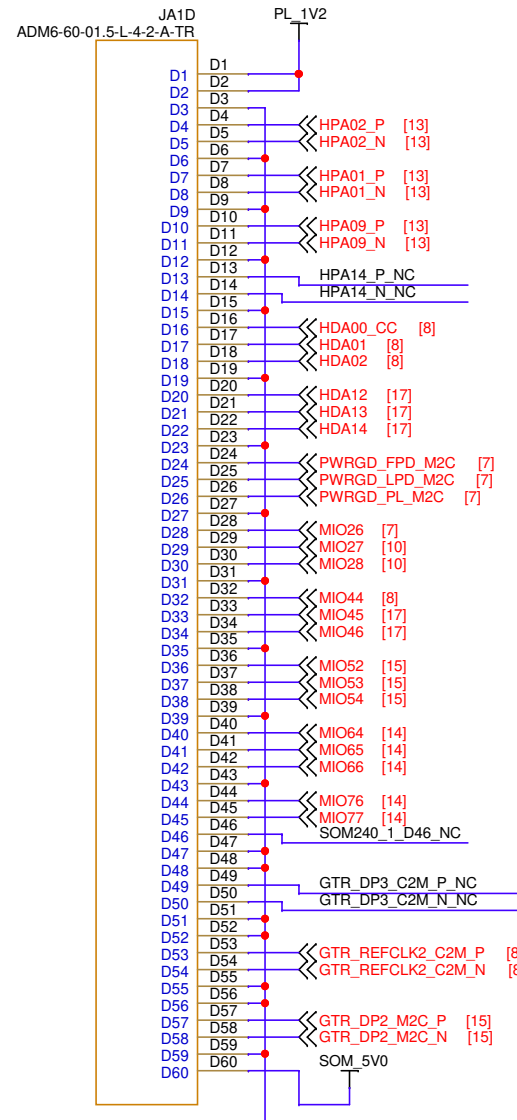 JA1D
ADM6-60-01.5-L-4-2-A-TR
PL_1V2
D1 D1
D2 D2
D3 D3
D4 D4 HPA02_P [13]
D5 D5 HPA02_N [13]
D6 D6
D7 D7 HPA01_P [13]
D8 D8 HPA01_N [13]
D9 D9
D10 D10 HPA09_P [13]
D11 D11 HPA09_N [13]
D12 D12
D13 D13 HPA14_P_NC
D14 D14 HPA14_N_NC
D15 D15
D16 D16 HDA00_CC [8]
D17 D17 HDA01 [8]
D18 D18 HDA02 [8]
D19 D19
D20 D20 HDA12 [17]
D21 D21 HDA13 [17]
D22 D22 HDA14 [17]
D23 D23
D24 D24 PWRGD_FPD_M2C [7]
D25 D25 PWRGD_LPD_M2C [7]
D26 D26 PWRGD_PL_M2C [7]
D27 D27
D28 D28 MIO26 [7]
D29 D29 MIO27 [10]
D30 D30 MIO28 [10]
D31 D31
D32 D32 MIO44 [8]
D33 D33 MIO45 [17]
D34 D34 MIO46 [17]
D35 D35
D36 D36 MIO52 [15]
D37 D37 MIO53 [15]
D38 D38 MIO54 [15]
D39 D39
D40 D40 MIO64 [14]
D41 D41 MIO65 [14]
D42 D42 MIO66 [14]
D43 D43
D44 D44 MIO76 [14]
D45 D45 MIO77 [14]
D46 D46 SOM240_1_D46_NC
D47 D47
D48 D48
D49 D49 GTR_DP3_C2M_P_NC
D50 D50 GTR_DP3_C2M_N_NC
D51 D51
D52 D52
D53 D53 GTR_REFCLK2_C2M_P [8
D54 D54 GTR_REFCLK2_C2M_N [8
D55 D55
D56 D56
D57 D57 GTR_DP2_M2C_P [15]
D58 D58 GTR_DP2_M2C_N [15]
D59 D59
D60 D60 SOM_5V0